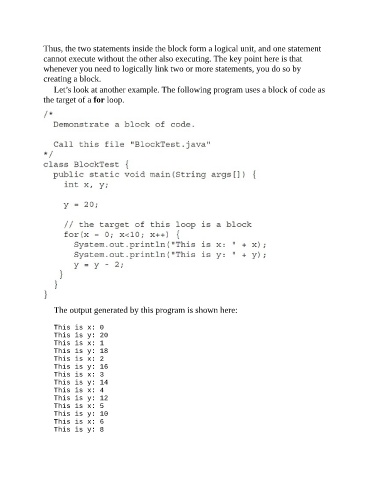 Thus, the two statements inside the block form a logical unit, and one statement
cannot execute without the other also executing. The key point here is that
whenever you need to logically link two or more statements, you do so by
creating a block.
Let's look at another example. The following program uses a block of code as
the target of a for loop.
/*
Demonstrate a block of code.
Call this file "BlockTest.java"
*/
class BlockTest {
public static void main(String args[]) {
int x, y;
y = 20;
// the target of this loop is a block
for(x = 0; x<10; x++) {
System.out.println("This is x: " + x);
System.out.println("This is y: " + y);
y = y - 2;
}
}
}
The output generated by this program is shown here:
This is x: 0
This is y: 20
This is x: 1
This is y: 18
This is x: 2
This is y: 16
This is x: 3
This is y: 14
This is x: 4
This is y: 12
This is x: 5
This is y: 10
This is x: 6
This is y: 8